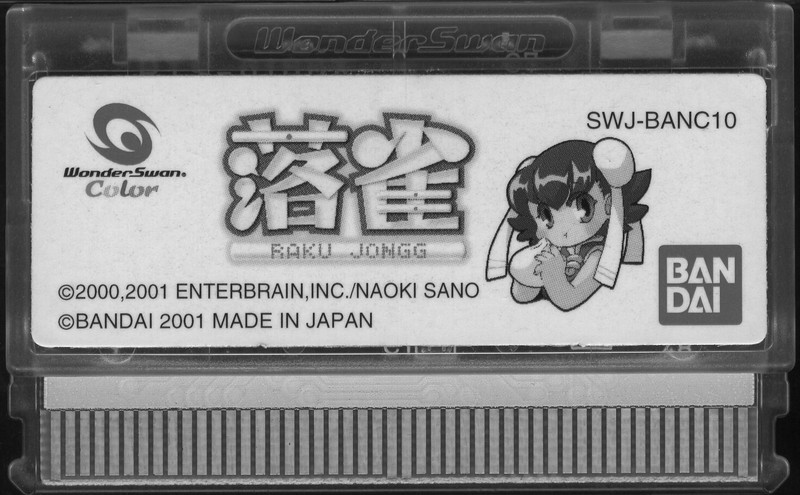 WonderSwan
WonderSwan®
Color
落雀
RAKU JONGG
SWJ-BANC10
©2000,2001 ENTERBRAIN,INC./NAOKI SANO
©BANDAI 2001 MADE IN JAPAN
BAN
DAI